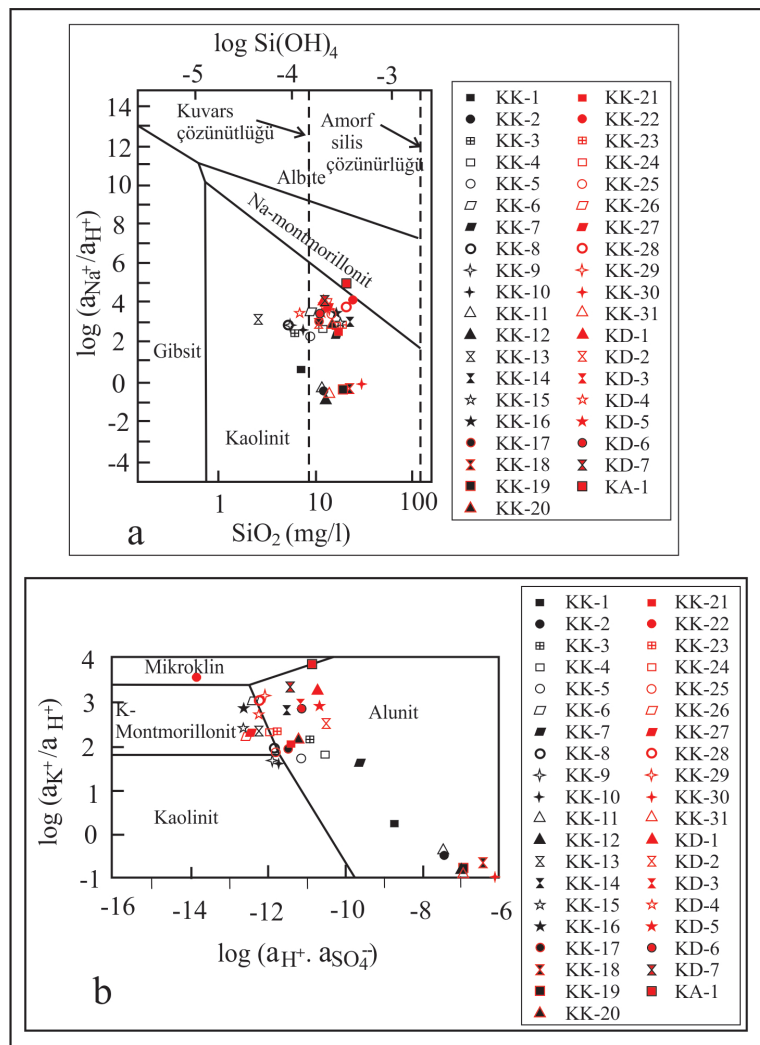 log Si(OH)4
-5
-4
-3
14
12
10
8
6
4
2
0
-2
-4
log (aNa+/aH+)
Kuvars
çözünütlüğü
Amorf
silis
çözünürlüğü
Albite
Na-montmorillonit
Gibsit
Kaolinit
a
1
10
100
SiO2 (mg/l)
KK-1
KK-2
KK-3
KK-4
KK-5
KK-6
KK-7
KK-8
KK-9
KK-10
KK-11
KK-12
KK-13
KK-14
KK-15
KK-16
KK-17
KK-18
KK-19
KK-20
KK-21
KK-22
KK-23
KK-24
KK-25
KK-26
KK-27
KK-28
KK-29
KK-30
KK-31
KD-1
KD-2
KD-3
KD-4
KD-5
KD-6
KD-7
KA-1
4
3
2
1
0
-1
log (aK+/a H+)
Mikroklin
K-
Montmorillonit
Alunit
Kaolinit
-16
-14
-12
-10
-8
-6
log (aH+. aSO4--)
b
KK-1
KK-2
KK-3
KK-4
KK-5
KK-6
KK-7
KK-8
KK-9
KK-10
KK-11
KK-12
KK-13
KK-14
KK-15
KK-16
KK-17
KK-18
KK-19
KK-20
KK-21
KK-22
KK-23
KK-24
KK-25
KK-26
KK-27
KK-28
KK-29
KK-30
KK-31
KD-1
KD-2
KD-3
KD-4
KD-5
KD-6
KD-7
KA-1